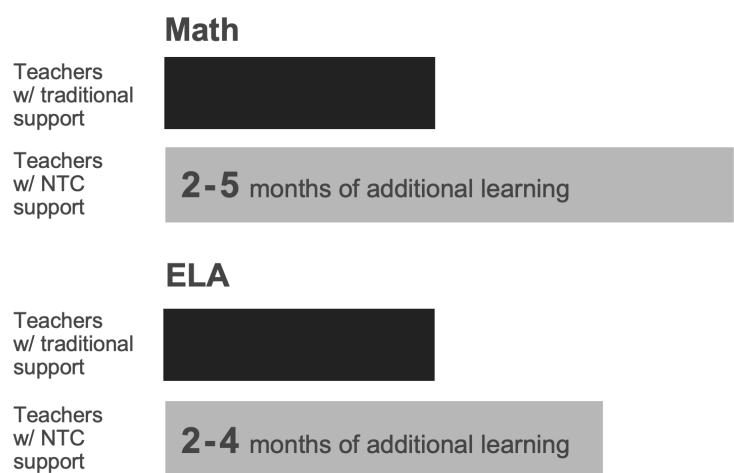 Math
Teachers
w/ traditional
support
Teachers
w/ NTC
support
2-5 months of additional learning
ELA
Teachers
w/ traditional
support
Teachers
w/ NTC
support
2-4 months of additional learning